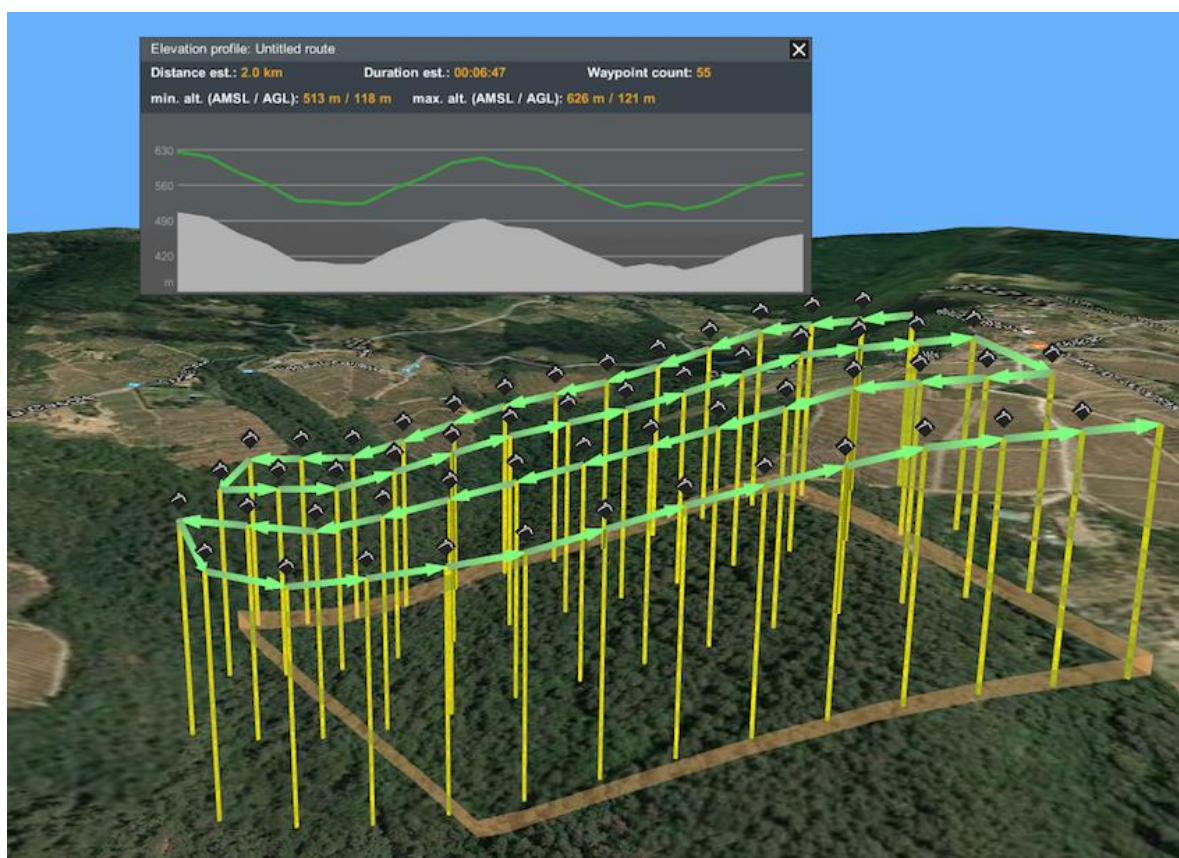 Elevation profile: Untitled route
Distance est.: 2.0 km Duration est.: 00:06:47 Waypoint count: 55
min. alt. (AMSL / AGL): 513 m / 118 m max. alt. (AMSL / AGL): 626 m / 121 m
630
560
490
420
m